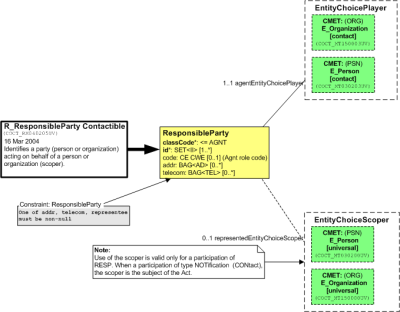 EntityChoicePlayer
CMET: (ORG)
E_Organization
[contact]
CMET: (PSN)
E_Person
[contact]
1..1 agentEntityChoicePlayer
R_ResponsibleParty Contactible
16 Mar 2004
Identifies a party (person or organization)
acting on behalf of a person or
organization (scoper).
ResponsibleParty
classCode*: <= AGNT
id*: SET<II> [1..*]
code: CE CWE [0..1] (Agnt role code)
addr: BAG<AD> [0..*]
telecom: BAG<TEL> [0..*]
Constraint: ResponsibleParty
One of addr, telecom, representee
must be non-null
EntityChoiceScoper
0..1 representedEntityChoiceScoper
CMET: (PSN)
E_Person
[universal]
CMET: (ORG)
E_Organization
[universal]
Note:
Use of the scoper is valid only for a participation of
RESP. When a participation of type NOTification (CONtact),
the scoper is the subject of the Act.